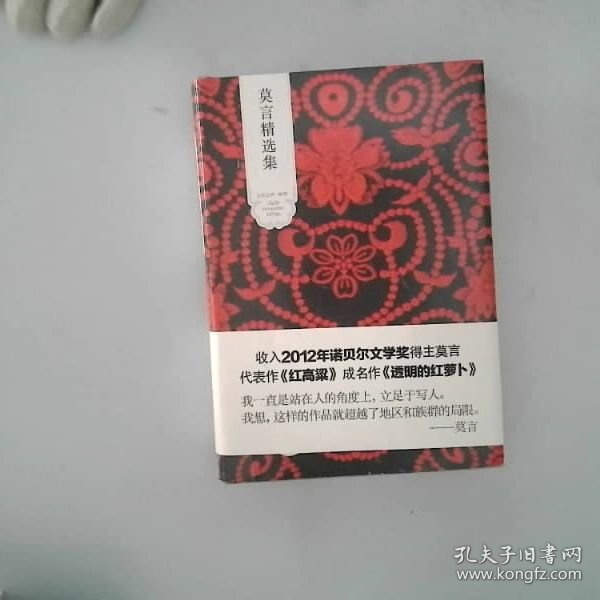 莫言精选集
收入2012年诺贝尔文学奖得主莫言
代表作《红高粱》成名作《透明的红萝卜》
我一直是站在人的角度上，立足于写人。
我想，这样的作品就超越了地区和族群的局限。
——莫言
孔夫子旧书网
www.kongfz.com